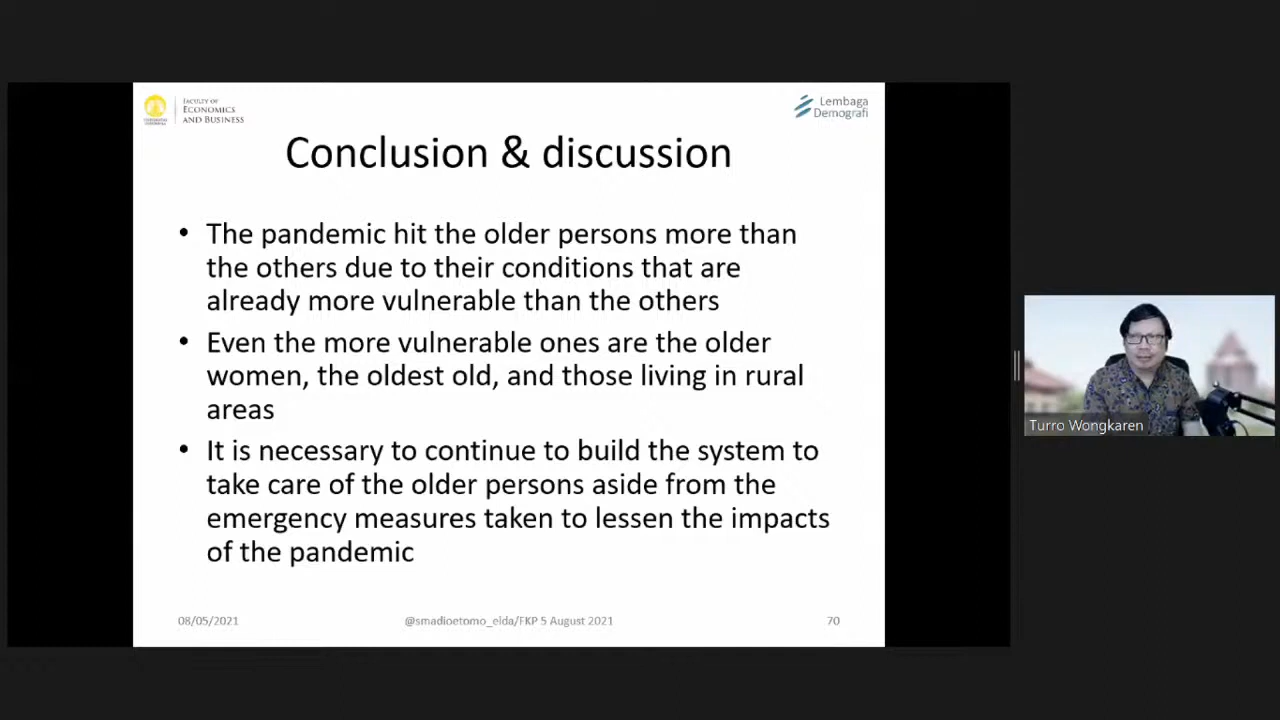 FACULTY OF
ECONOMICS
AND BUSINESS
Lembaga
Demografi
Conclusion & discussion
• The pandemic hit the older persons more than
the others due to their conditions that are
already more vulnerable than the others
• Even the more vulnerable ones are the older
women, the oldest old, and those living in rural
areas
• It is necessary to continue to build the system to
take care of the older persons aside from the
emergency measures taken to lessen the impacts
of the pandemic
08/05/2021
@smadioetomo_elda/FKP 5 August 2021
70
Turro Wongkaren